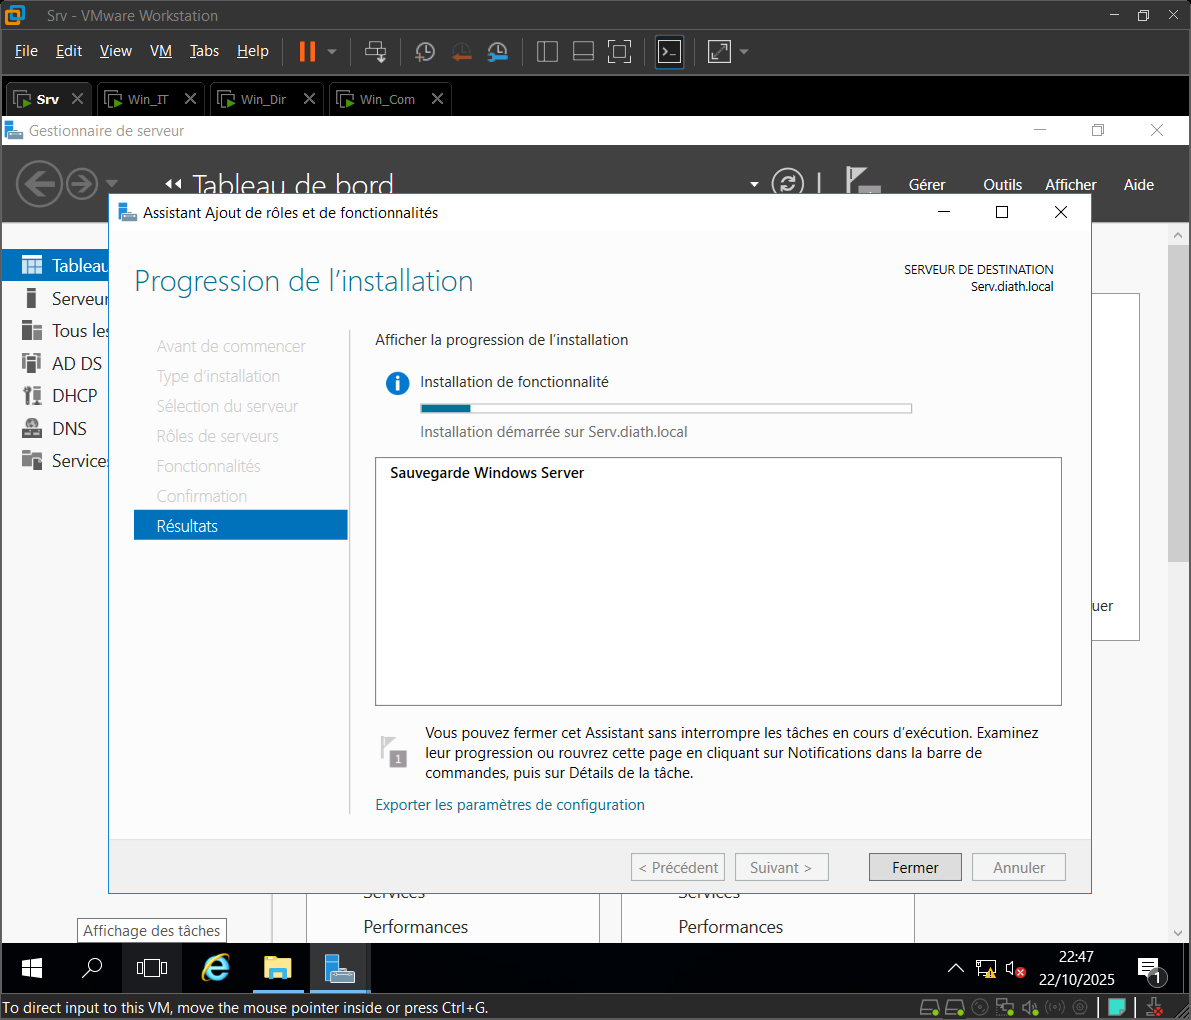 Srv - VMware Workstation
File Edit View VM Tabs Help
Srv Win_IT Win_Dir Win_Com
Gestionnaire de serveur
Tableau de bord
Gérer Outils Afficher Aide
Assistant Ajout de rôles et de fonctionnalités
Progression de l'installation
SERVEUR DE DESTINATION
Serv.diath.local
Tableau
Serveur
Tous les
AD DS
DHCP
DNS
Services
Avant de commencer
Type d'installation
Sélection du serveur
Rôles de serveurs
Fonctionnalités
Confirmation
Résultats
Afficher la progression de l'installation
Installation de fonctionnalité
Installation démarrée sur Serv.diath.local
Sauvegarde Windows Server
uer
1
Vous pouvez fermer cet Assistant sans interrompre les tâches en cours d'exécution. Examinez
leur progression ou rouvrez cette page en cliquant sur Notifications dans la barre de
commandes, puis sur Détails de la tâche.
Exporter les paramètres de configuration
< Précédent Suivant > Fermer Annuler
Services Services
Performances Performances
Affichage des tâches
22:47
22/10/2025
1
To direct input to this VM, move the mouse pointer inside or press Ctrl+G.